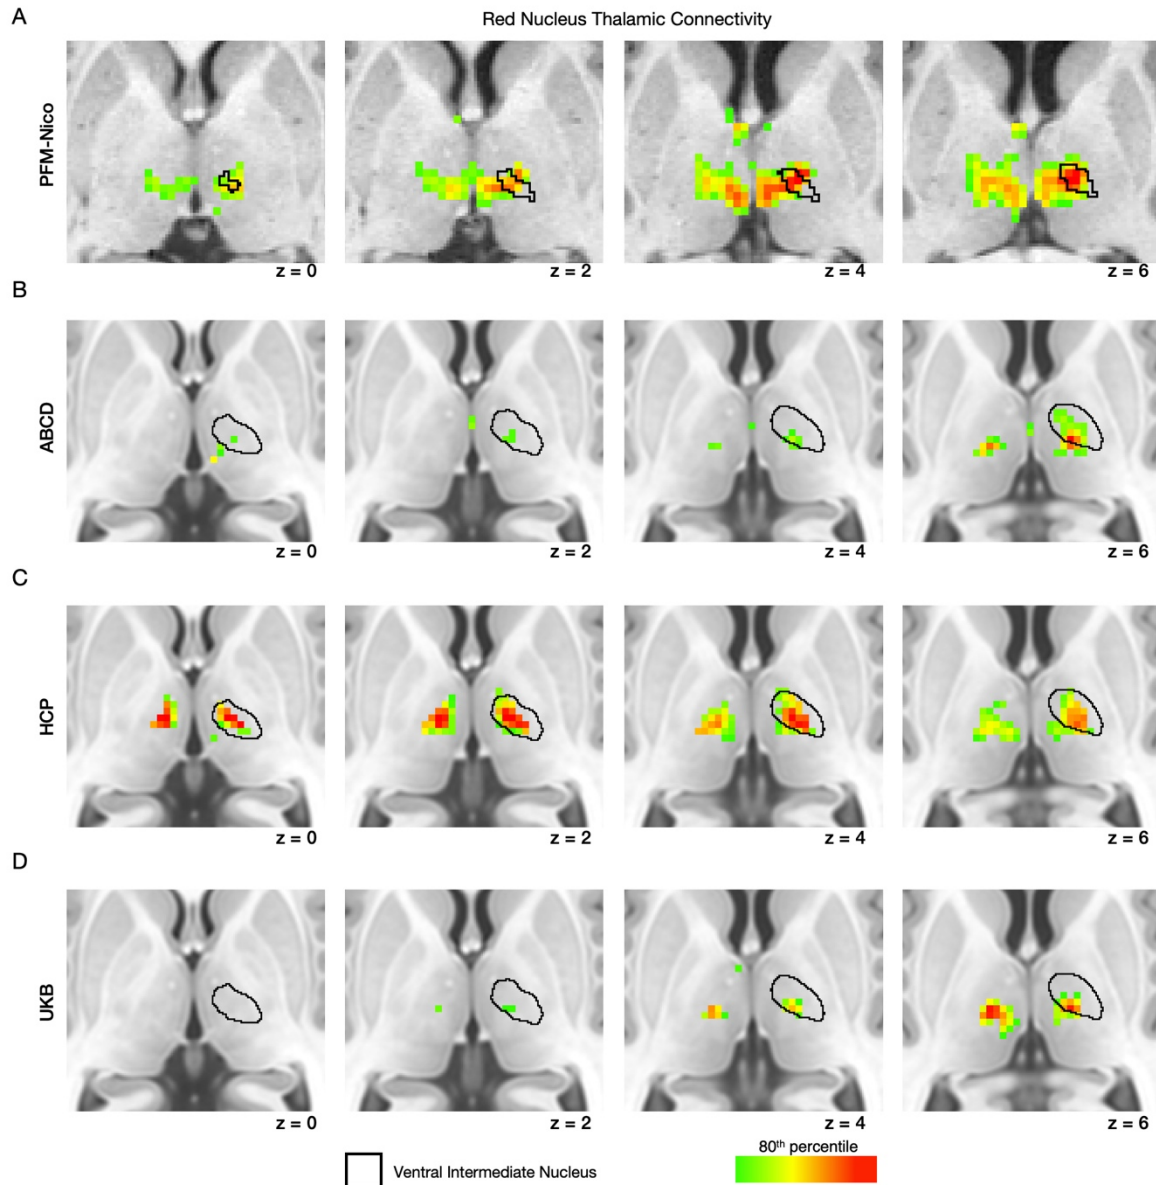 A
Red Nucleus Thalamic Connectivity
PFM-Nico
z = 0
z = 2
z = 4
z = 6
B
ABCD
z = 0
z = 2
z = 4
z = 6
C
HCP
z = 0
z = 2
z = 4
z = 6
D
UKB
z = 0
z = 2
z = 4
z = 6
80th percentile
Ventral Intermediate Nucleus